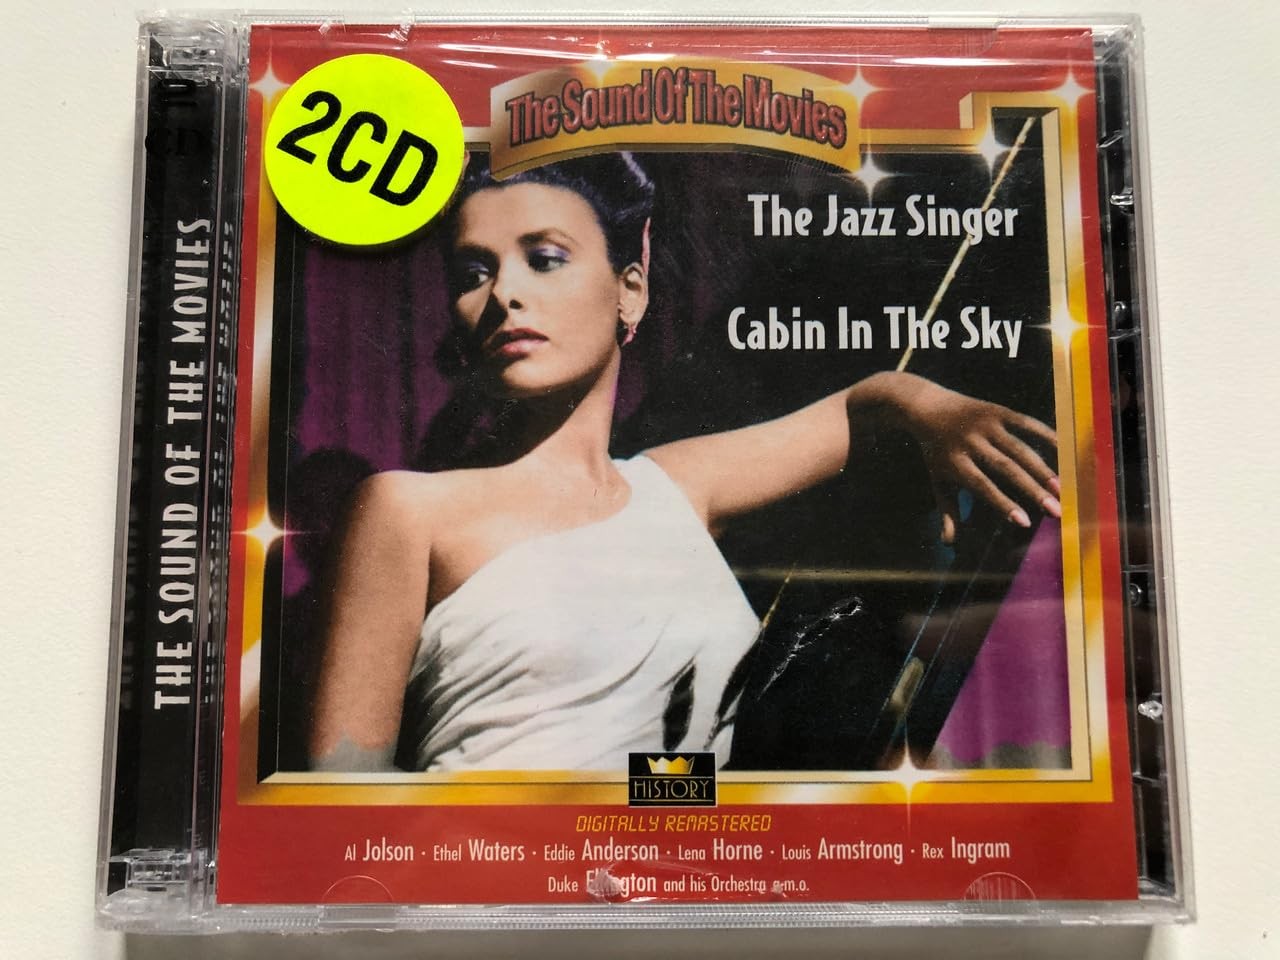 2CD
The Sound Of The Movies
The Jazz Singer
Cabin In The Sky
THE SOUND OF THE MOVIES
HISTORY
DIGITALLY REMASTERED
Al Jolson · Ethel Waters · Eddie Anderson · Lena Horne · Louis Armstrong · Rex Ingram
Duke Ellington and his Orchestra a.m.o.